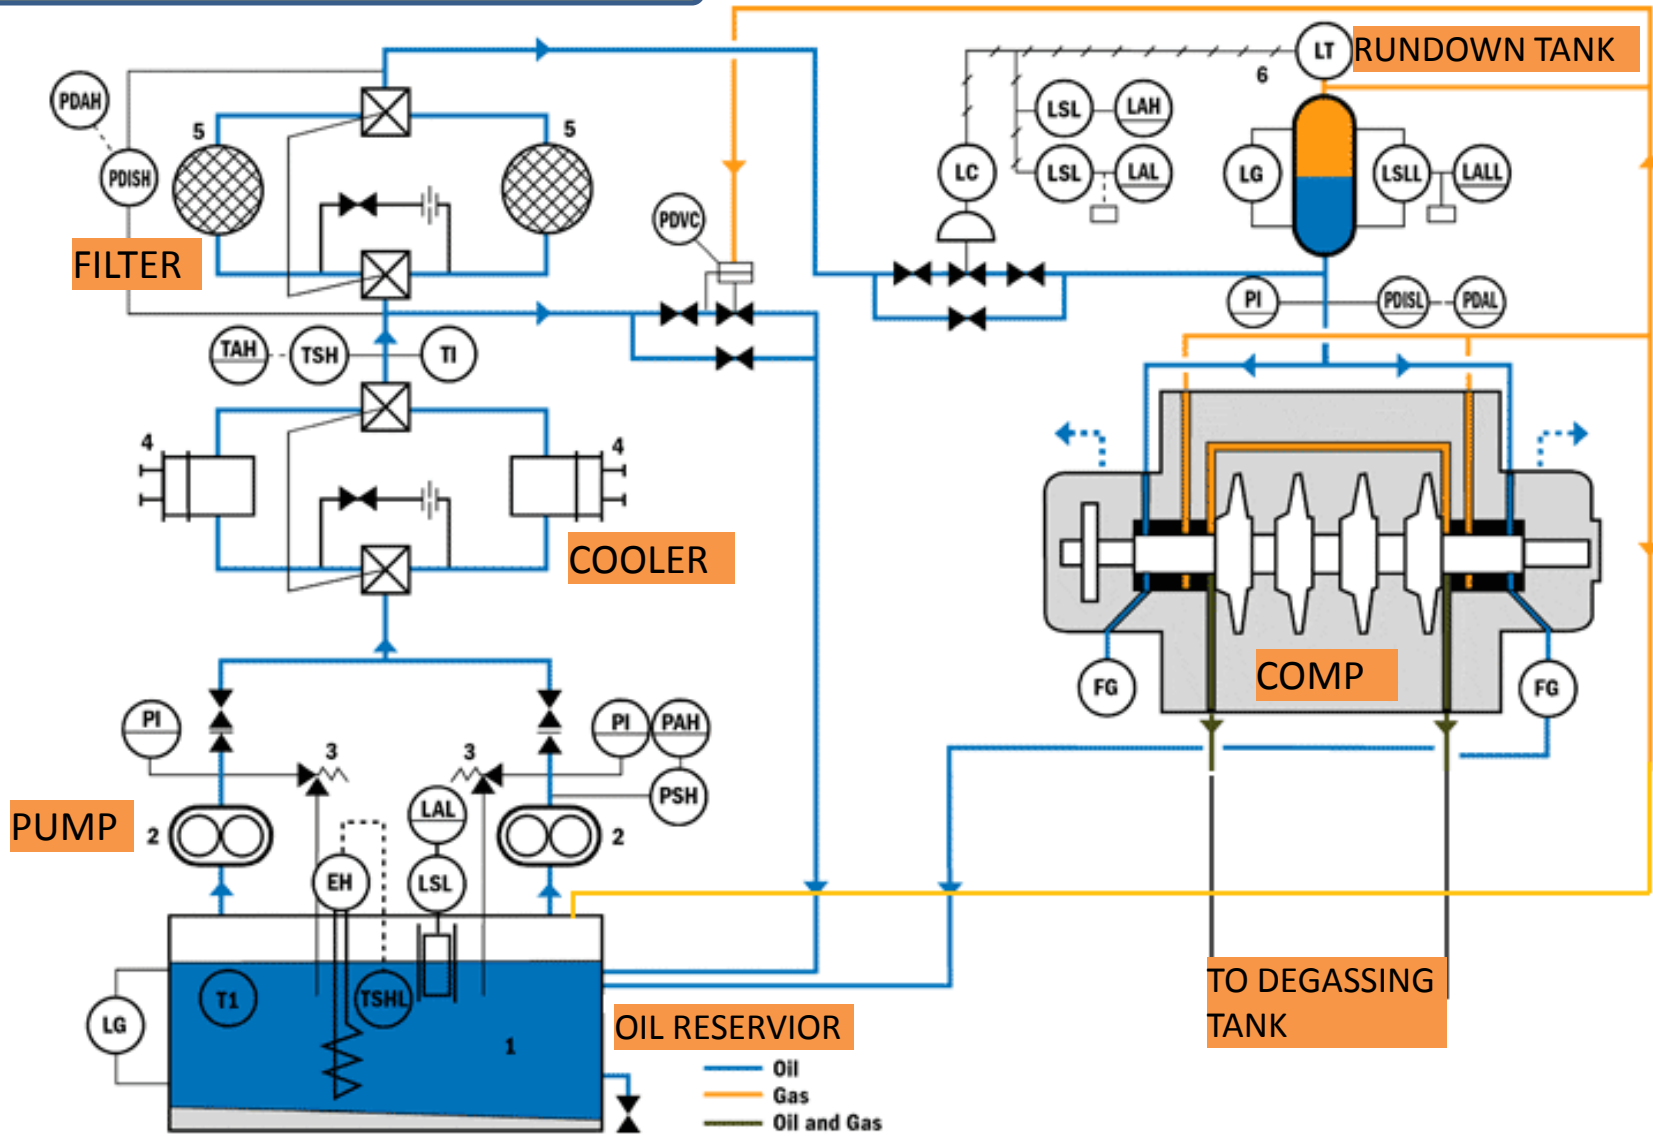 LT
RUNDOWN TANK
6
PDAH
5
5
LSL
LAH
PDISH
LC
LSL
LAL
LG
LSLL
LALL
PDVC
FILTER
PI
PDISL
PDAL
TAH
TSH
TI
4
4
COOLER
COMP
FG
FG
PI
PI
PAH
3
3
PSH
LAL
PUMP
2
2
EH
LSL
T1
TSHL
LG
1
TO DEGASSING
TANK
OIL RESERVIOR
Oil
Gas
Oil and Gas